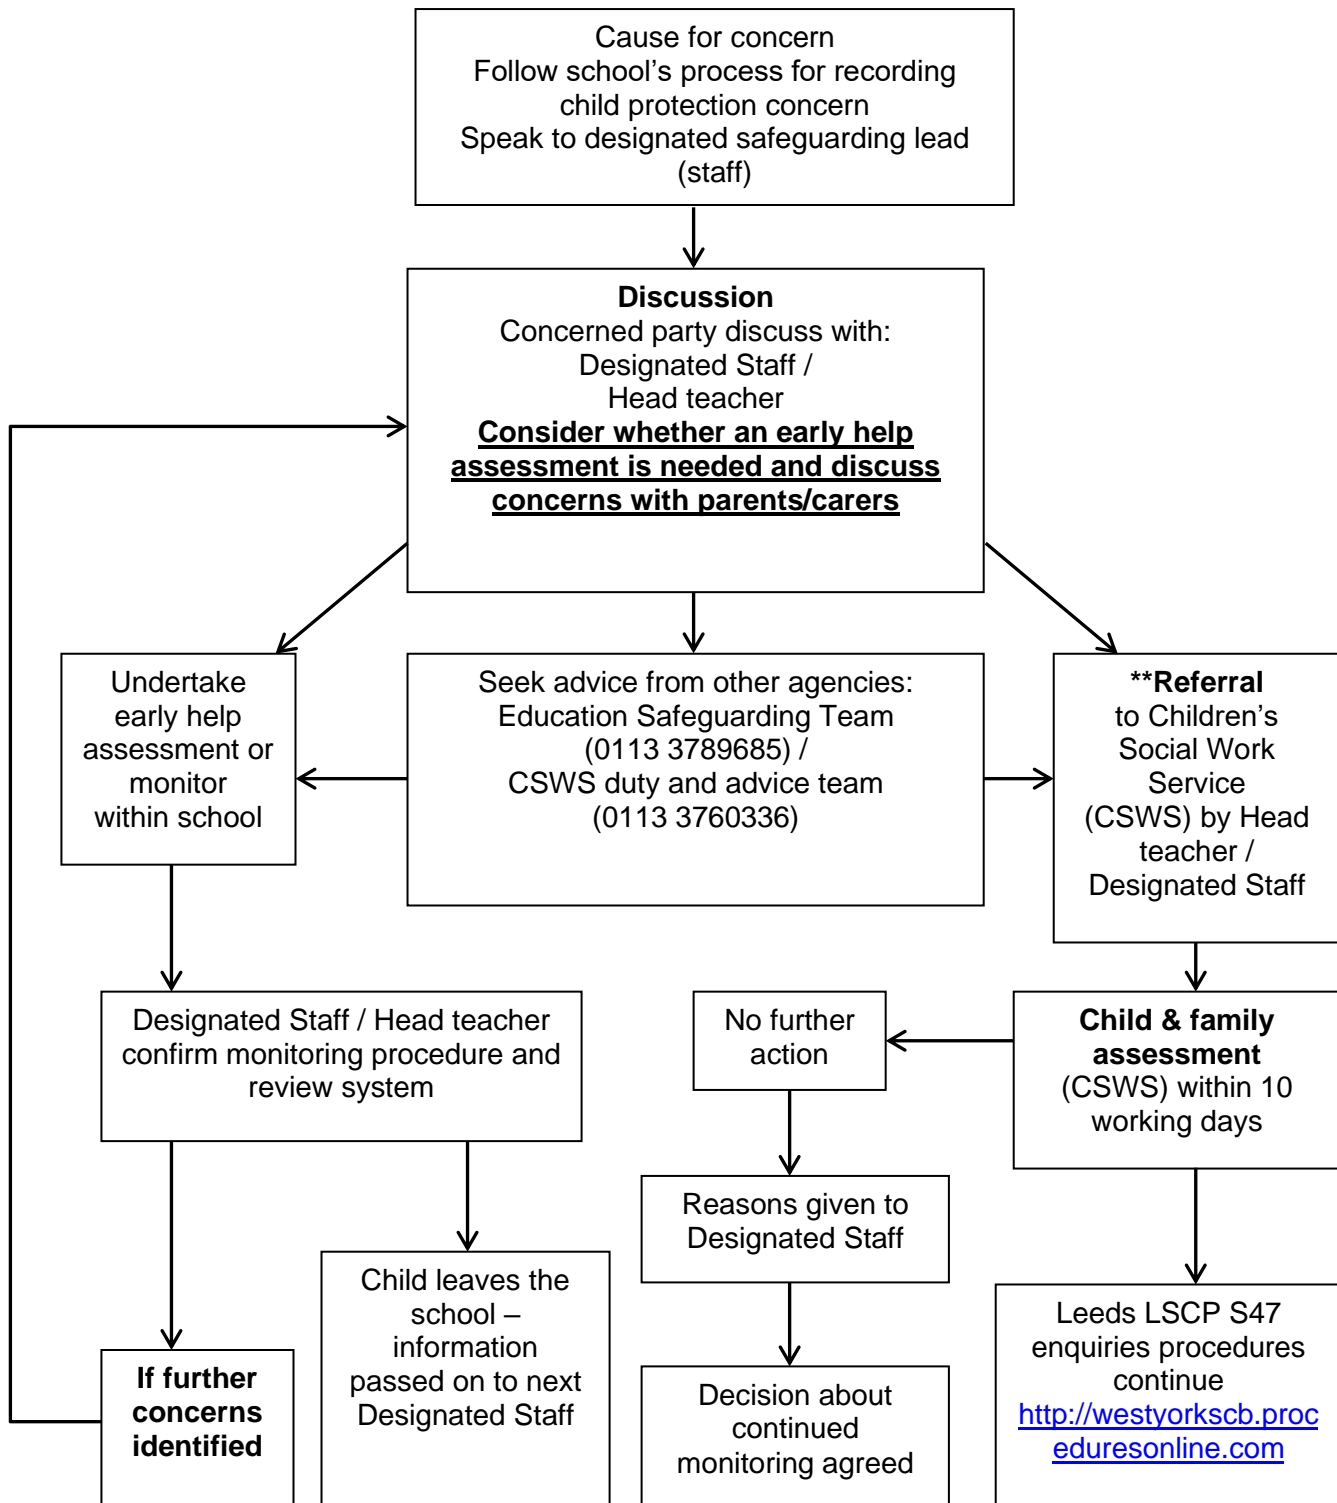 Cause for concern
Follow school's process for recording
child protection concern
Speak to designated safeguarding lead
(staff)
Discussion
Concerned party discuss with:
Designated Staff /
Head teacher
Consider whether an early help
assessment is needed and discuss
concerns with parents/carers
Undertake
early help
assessment or
monitor
within school
Seek advice from other agencies:
Education Safeguarding Team
(0113 3789685) /
CSWS duty and advice team
(0113 3760336)
**Referral
to Children's
Social Work
Service
(CSWS) by Head
teacher /
Designated Staff
Designated Staff / Head teacher
confirm monitoring procedure and
review system
No further
action
Child & family
assessment
(CSWS) within 10
working days
Reasons given to
Designated Staff
If further
concerns
identified
Child leaves the
school –
information
passed on to next
Designated Staff
Decision about
continued
monitoring agreed
Leeds LSCP S47
enquiries procedures
continue
http://westyorkscb.proc
eduresonline.com